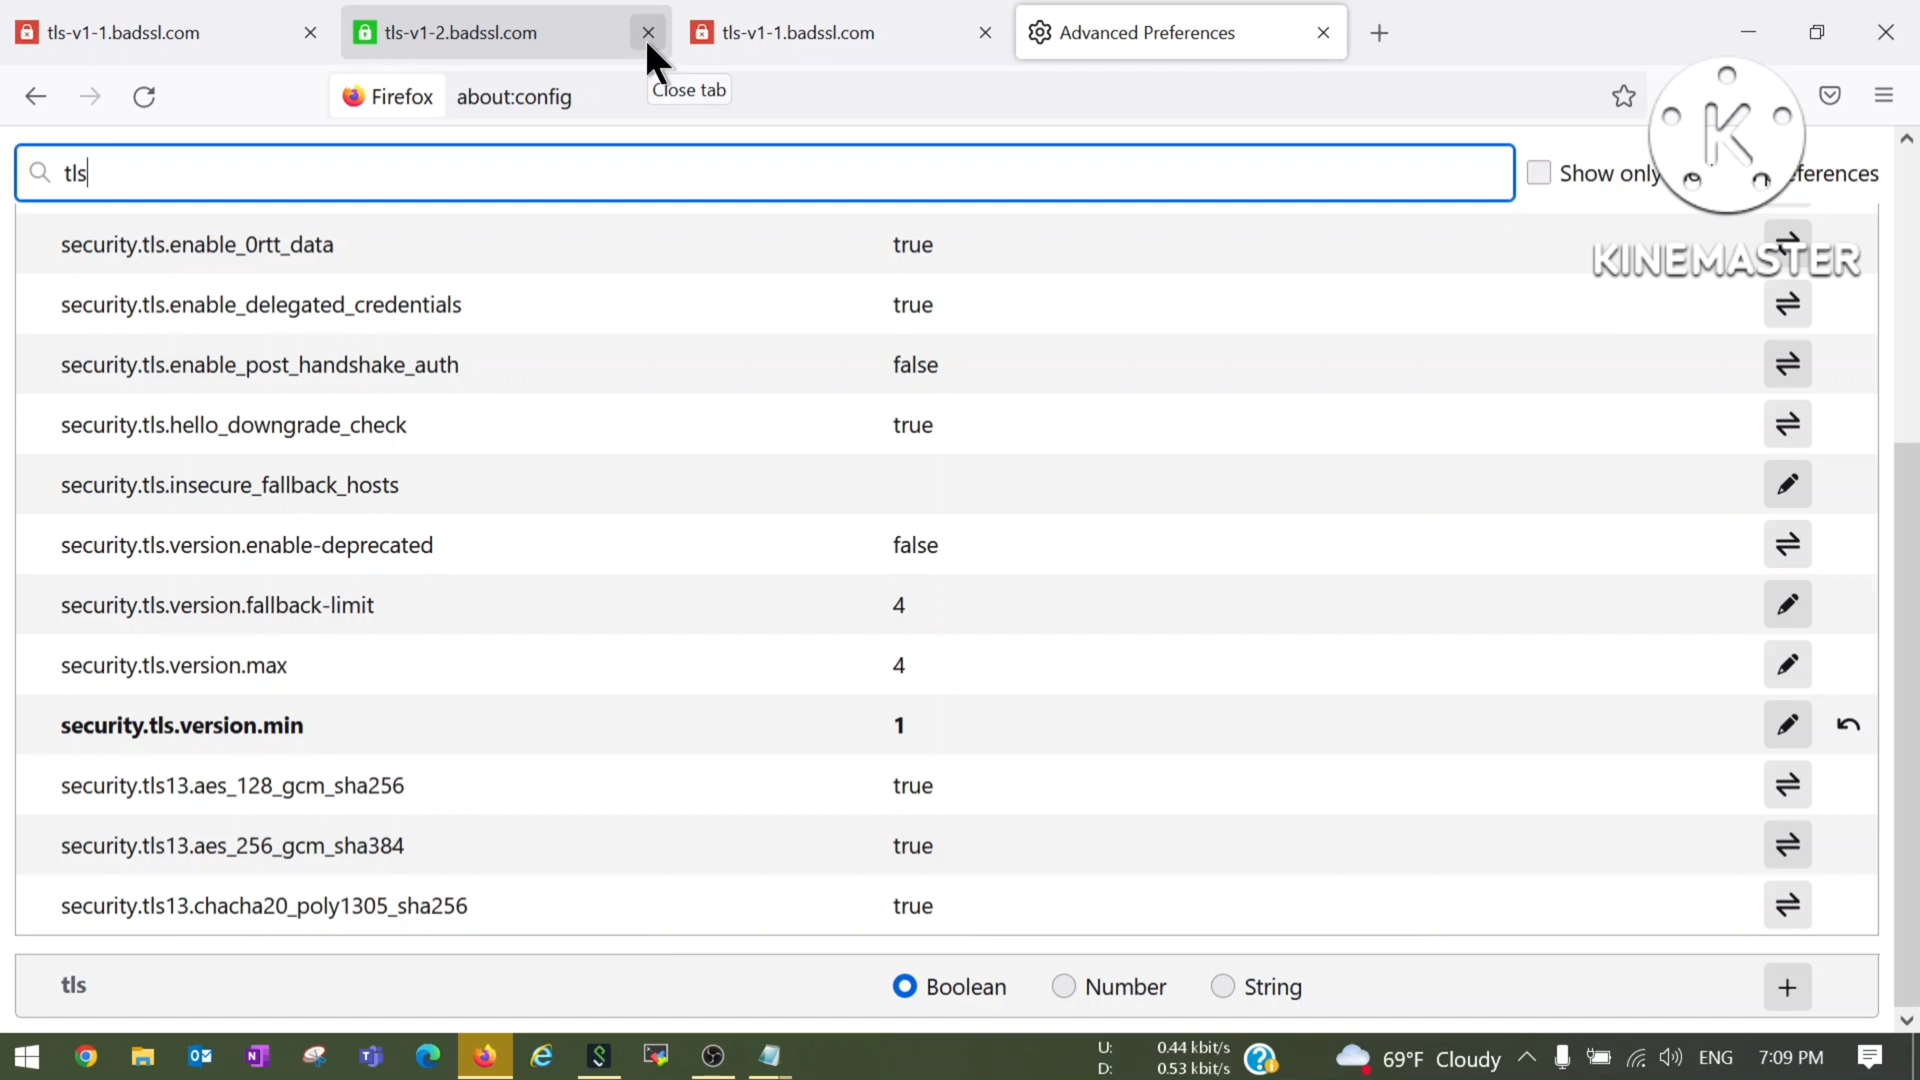 tls-v1-1.badssl.com
tls-v1-2.badssl.com
tls-v1-1.badssl.com
Advanced Preferences
Firefox
about:config
Close tab
tls
Show only
ferences
K
KINEMASTER
security.tls.enable_0rtt_data true
security.tls.enable_delegated_credentials true
security.tls.enable_post_handshake_auth false
security.tls.hello_downgrade_check true
security.tls.insecure_fallback_hosts
security.tls.version.enable-deprecated false
security.tls.version.fallback-limit 4
security.tls.version.max 4
security.tls.version.min 1
security.tls13.aes_128_gcm_sha256 true
security.tls13.aes_256_gcm_sha384 true
security.tls13.chacha20_poly1305_sha256 true
tls Boolean Number String
U: 0.44 kbit/s
D: 0.53 kbit/s
69°F Cloudy
ENG
7:09 PM